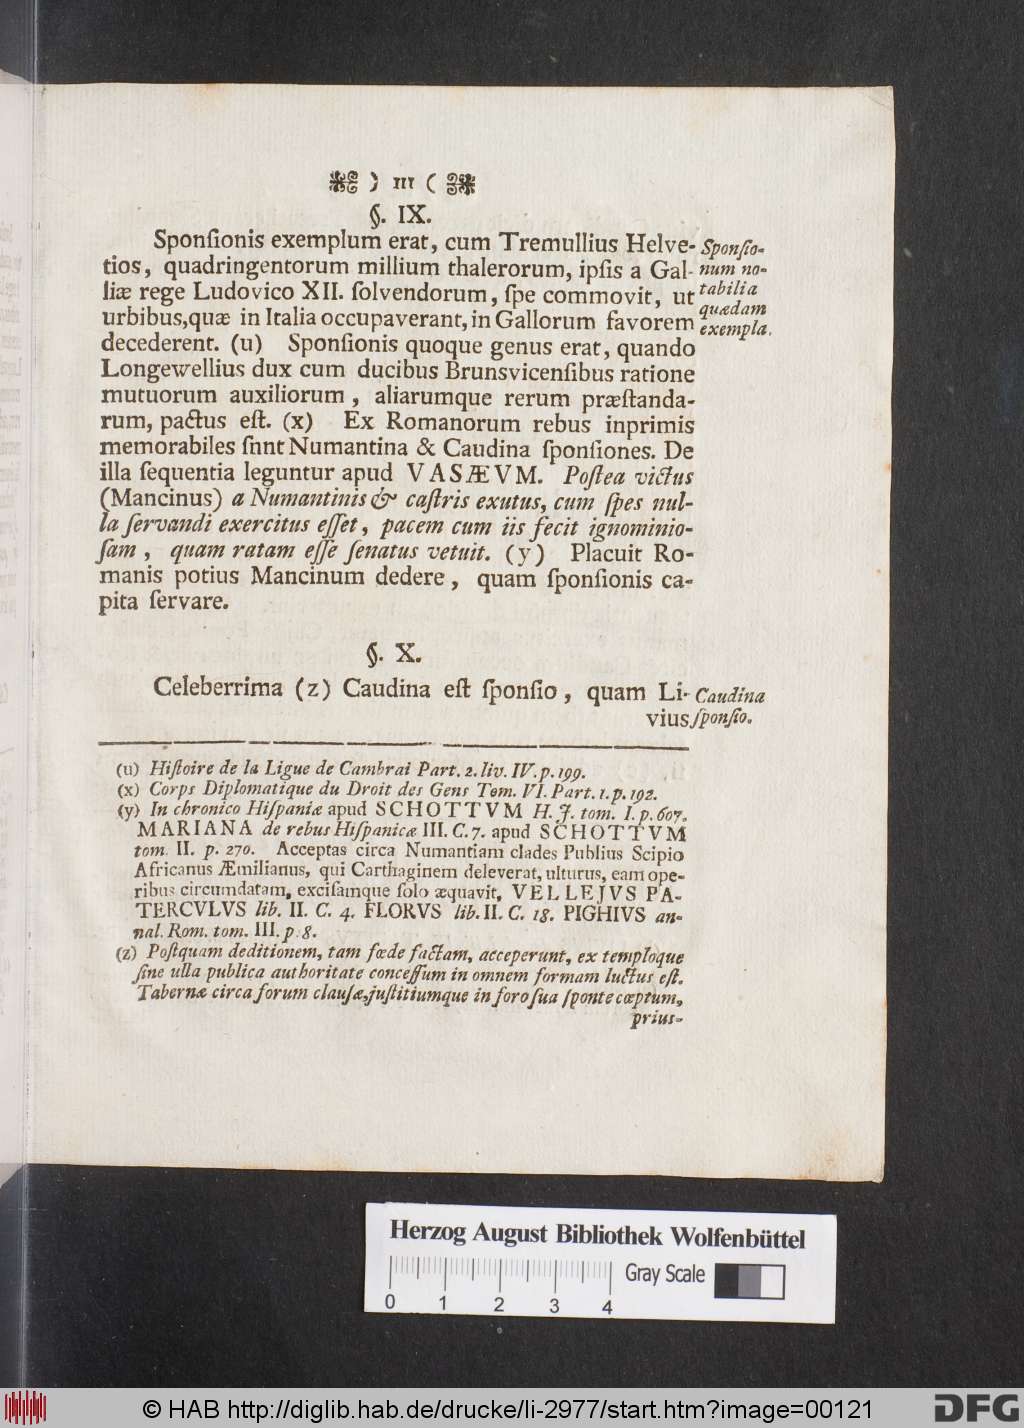 ) 111 (
§. IX.
Sponſionis exemplum erat, cum Tremullius Helve-
tios, quadringentorum millium thalerorum, ipſis a Gal-
liæ rege Ludovico XII. ſolvendorum, ſpe commovit, ut
urbibus,quæ in Italia occupaverant, in Gallorum favorem
decederent. (u) Sponſionis quoque genus erat, quando
Longewellius dux cum ducibus Brunsvicenſibus ratione
mutuorum auxiliorum, aliarumque rerum præſtanda-
rum, pactus eſt. (x) Ex Romanorum rebus inprimis
memorabiles ſnnt Numantina & Caudina ſponſiones. De
illa ſequentia leguntur apud VASÆVM. Poſtea victus
(Mancinus) a Numantinis & caſtris exutus, cum ſpes nul-
la ſervandi exercitus eſſet, pacem cum iis fecit ignominio-
ſam, quam ratam eſſe ſenatus vetuit. (y) Placuit Ro-
manis potius Mancinum dedere, quam ſponſionis ca-
pita ſervare.
Sponſio-
num no-
tabilia
quædam
exempla.
§. X.
Celeberrima (z) Caudina eſt ſponſio, quam Li-
vius
Caudina
ſponſio.
(u) Hiſtoire de la Ligue de Cambrai Part. 2. liv. IV. p. 199.
(x) Corps Diplomatique du Droit des Gens Tom. VI. Part. 1. p. 192.
(y) In chronico Hiſpaniæ apud SCHOTTVM H. J. tom. I. p. 607.
MARIANA de rebus Hiſpanicæ III. C. 7. apud SCHOTTVM
tom. II. p. 270. Acceptas circa Numantiam clades Publius Scipio
Africanus Æmilianus, qui Carthaginem deleverat, ulturus, eam ope-
ribus circumdatam, exciſamque ſolo æquavit, VELLEJVS PA-
TERCVLVS lib. II. C. 4. FLORVS lib. II. C. 18. PIGHIVS an-
nal. Rom. tom. III. p. 8.
(z) Poſtquam deditionem, tam fœde factam, acceperunt, ex temploque
ſine ulla publica authoritate conceſſum in omnem formam luctus eſt.
Tabernæ circa forum clauſæ, juſtitiumque in foro ſua ſponte cœptum,
prius-
Herzog August Bibliothek Wolfenbüttel
Gray Scale
0 1 2 3 4
© HAB http://diglib.hab.de/drucke/li-2977/start.htm?image=00121
DFG